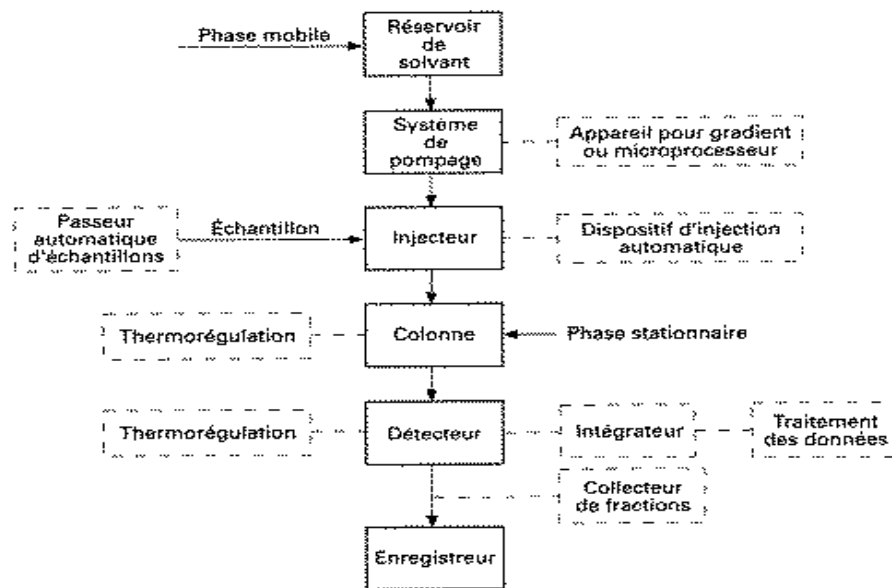 Phase mobile
Réservoir
de
solvant
Système
de
pompage
Appareil pour gradient
ou microprocesseur
Passeur
automatique
d'échantillons
Échantillon
Injecteur
Dispositif d'injection
automatique
Thermorégulation
Colonne
Phase stationnaire
Thermorégulation
Détecteur
Intégrateur
Traitement
des données
Collecteur
de fractions
Enregistreur